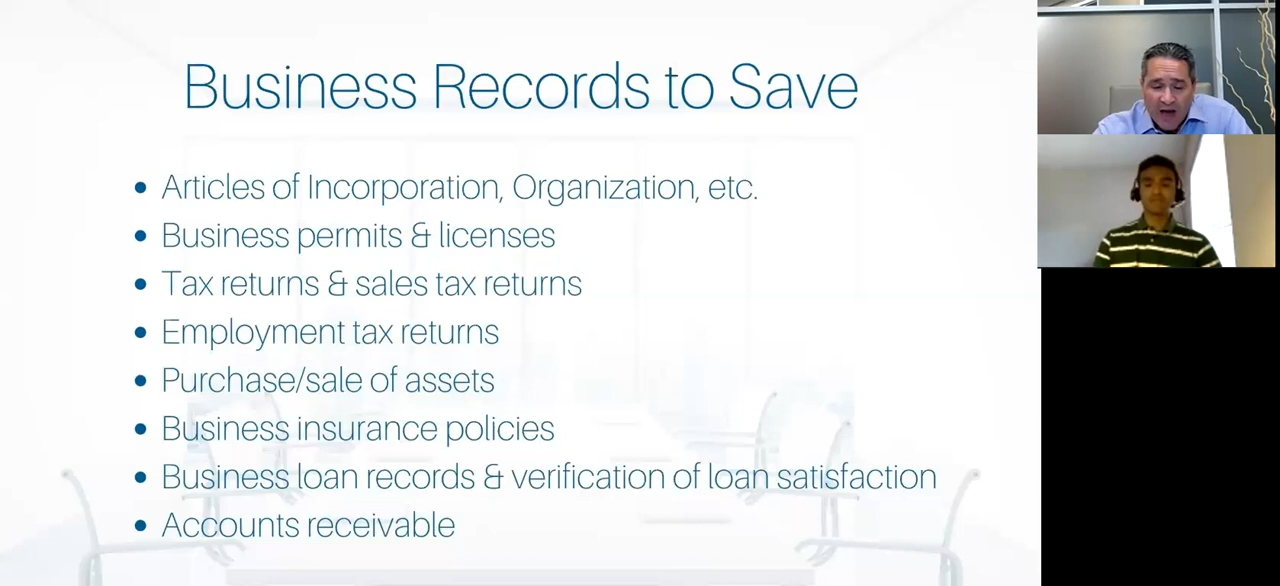 Business Records to Save
• Articles of Incorporation, Organization, etc.
• Business permits & licenses
• Tax returns & sales tax returns
• Employment tax returns
• Purchase/sale of assets
• Business insurance policies
• Business loan records & verification of loan satisfaction
• Accounts receivable